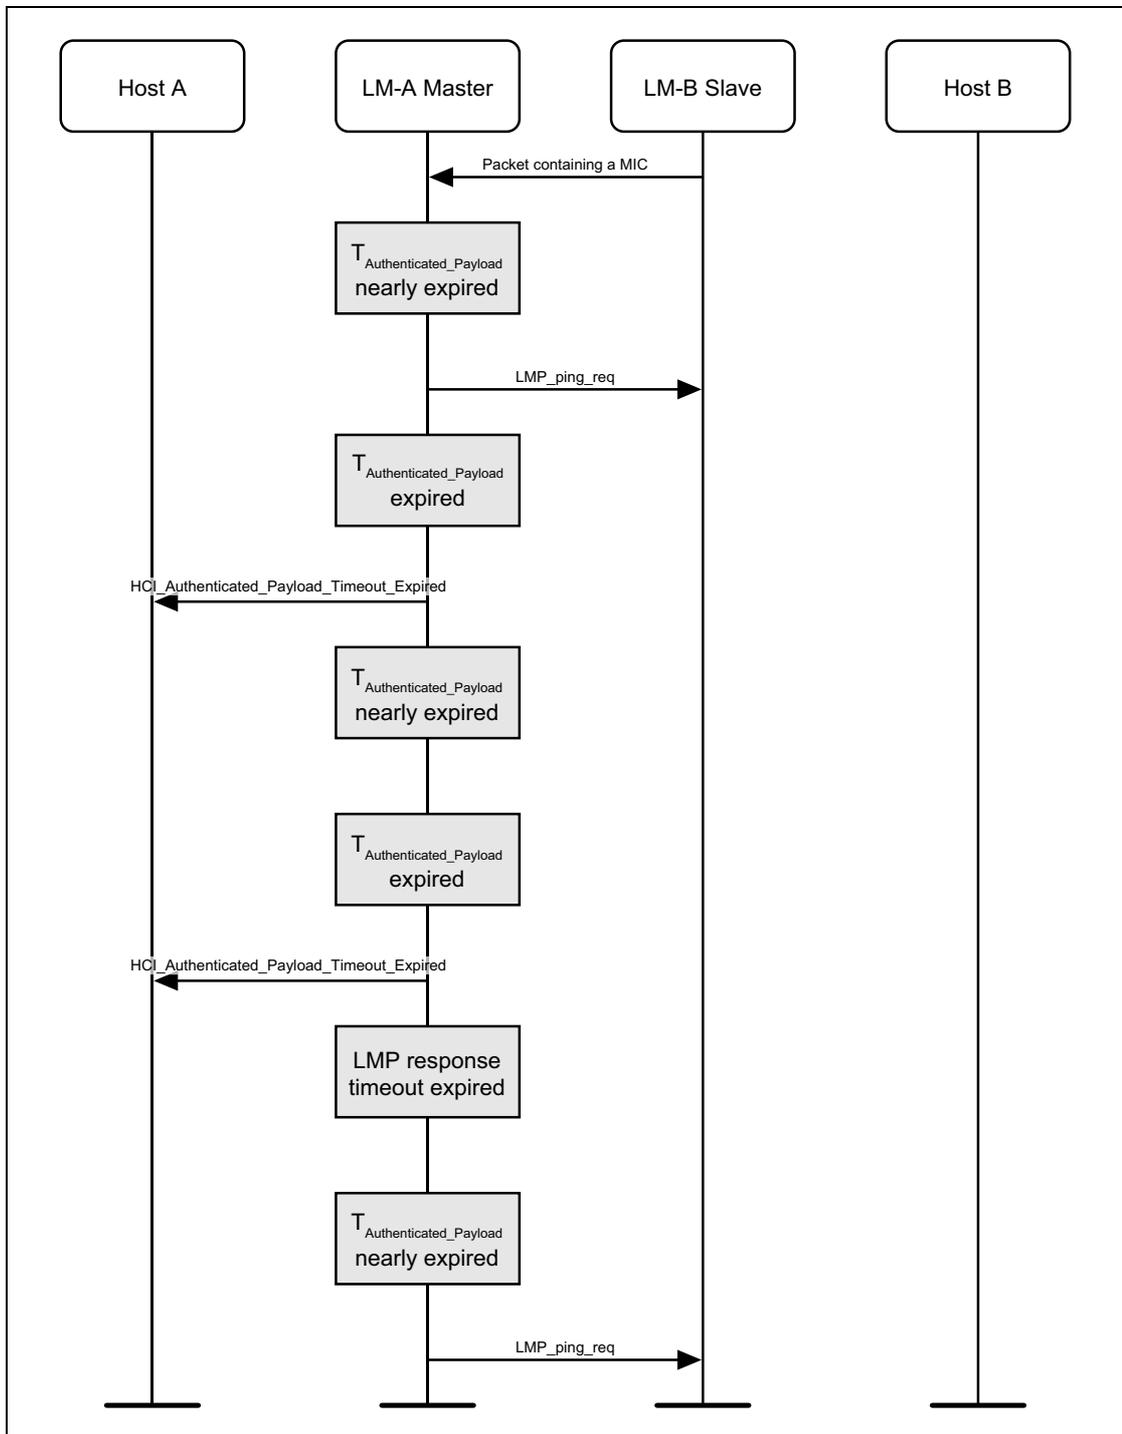 Host A
LM-A Master
LM-B Slave
Host B
Packet containing a MIC
TAuthenticated_Payload
nearly expired
LMP_ping_req
TAuthenticated_Payload
expired
HCI_Authenticated_Payload_Timeout_Expired
TAuthenticated_Payload
nearly expired
TAuthenticated_Payload
expired
HCI_Authenticated_Payload_Timeout_Expired
LMP response
timeout expired
TAuthenticated_Payload
nearly expired
LMP_ping_req